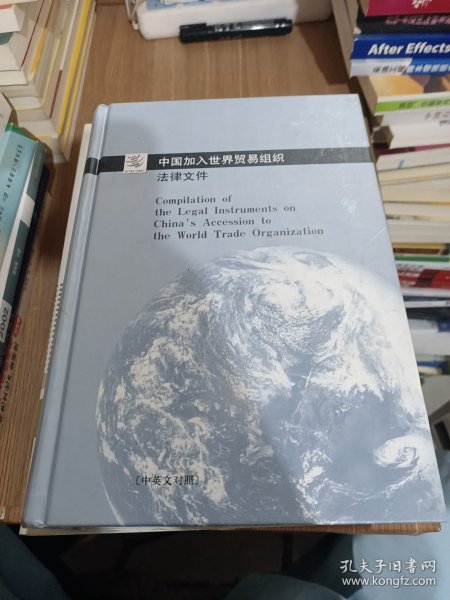 After Effects
中国加入世界贸易组织
法律文件
Compilation of
the Legal Instruments on
China's Accession to
the World Trade Organization
2002
[中英文对照]
孔夫子旧书网
www.kongfz.com